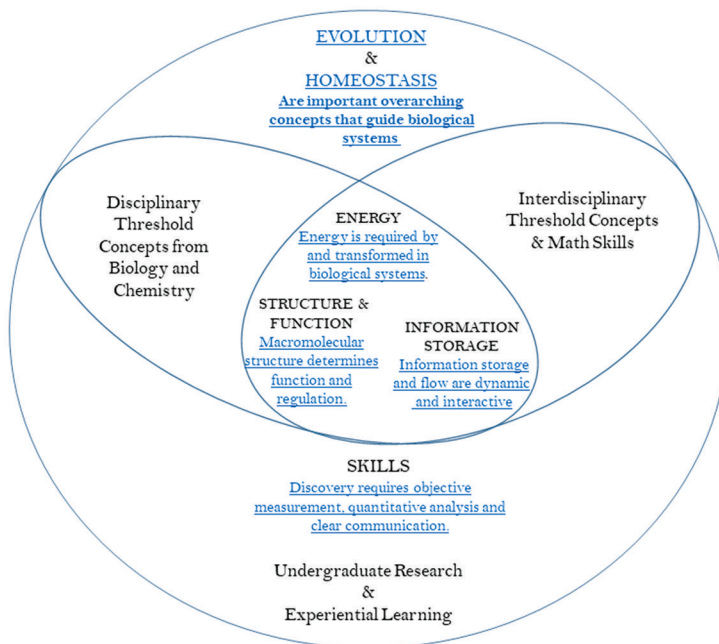 EVOLUTION
&
HOMEOSTASIS
Are important overarching
concepts that guide biological
systems
Disciplinary
Threshold
Concepts from
Biology and
Chemistry
Interdisciplinary
Threshold Concepts
& Math Skills
ENERGY
Energy is required by
and transformed in
biological systems.
STRUCTURE &
FUNCTION
Macromolecular
structure determines
function and
regulation.
INFORMATION
STORAGE
Information storage
and flow are dynamic
and interactive
SKILLS
Discovery requires objective
measurement, quantitative analysis and
clear communication.
Undergraduate Research
&
Experiential Learning